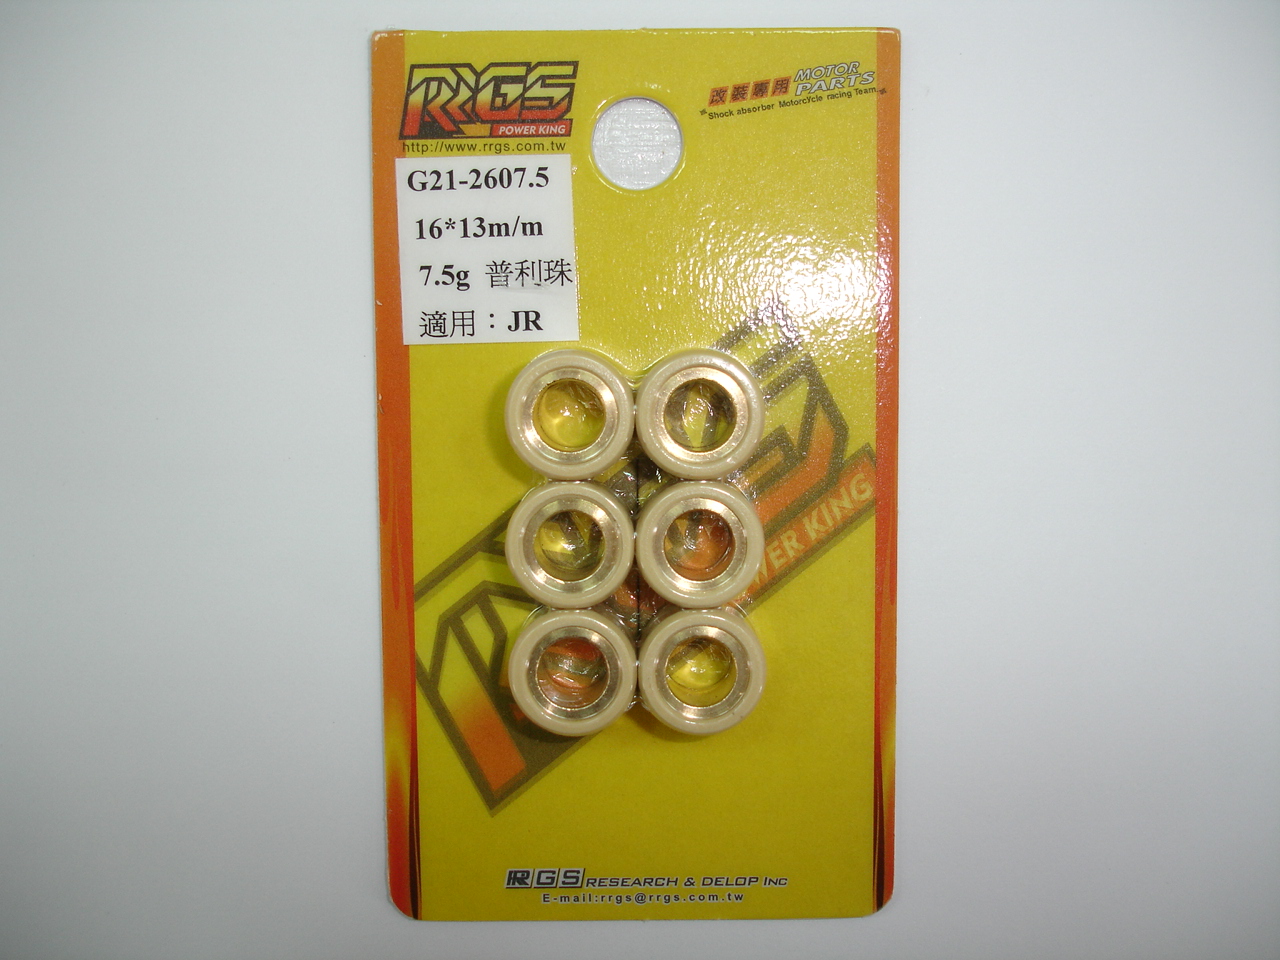 RRGS
POWER KING
http://www.rrgs.com.tw
改裝專用 MOTOR PARTS
Shock absorber Motorcycle racing Team
G21-2607.5
16*13m/m
7.5g 普利珠
適用：JR
POWER KING
RRGS RESEARCH & DELOP INC
E-mail:rrgs@rrgs.com.tw